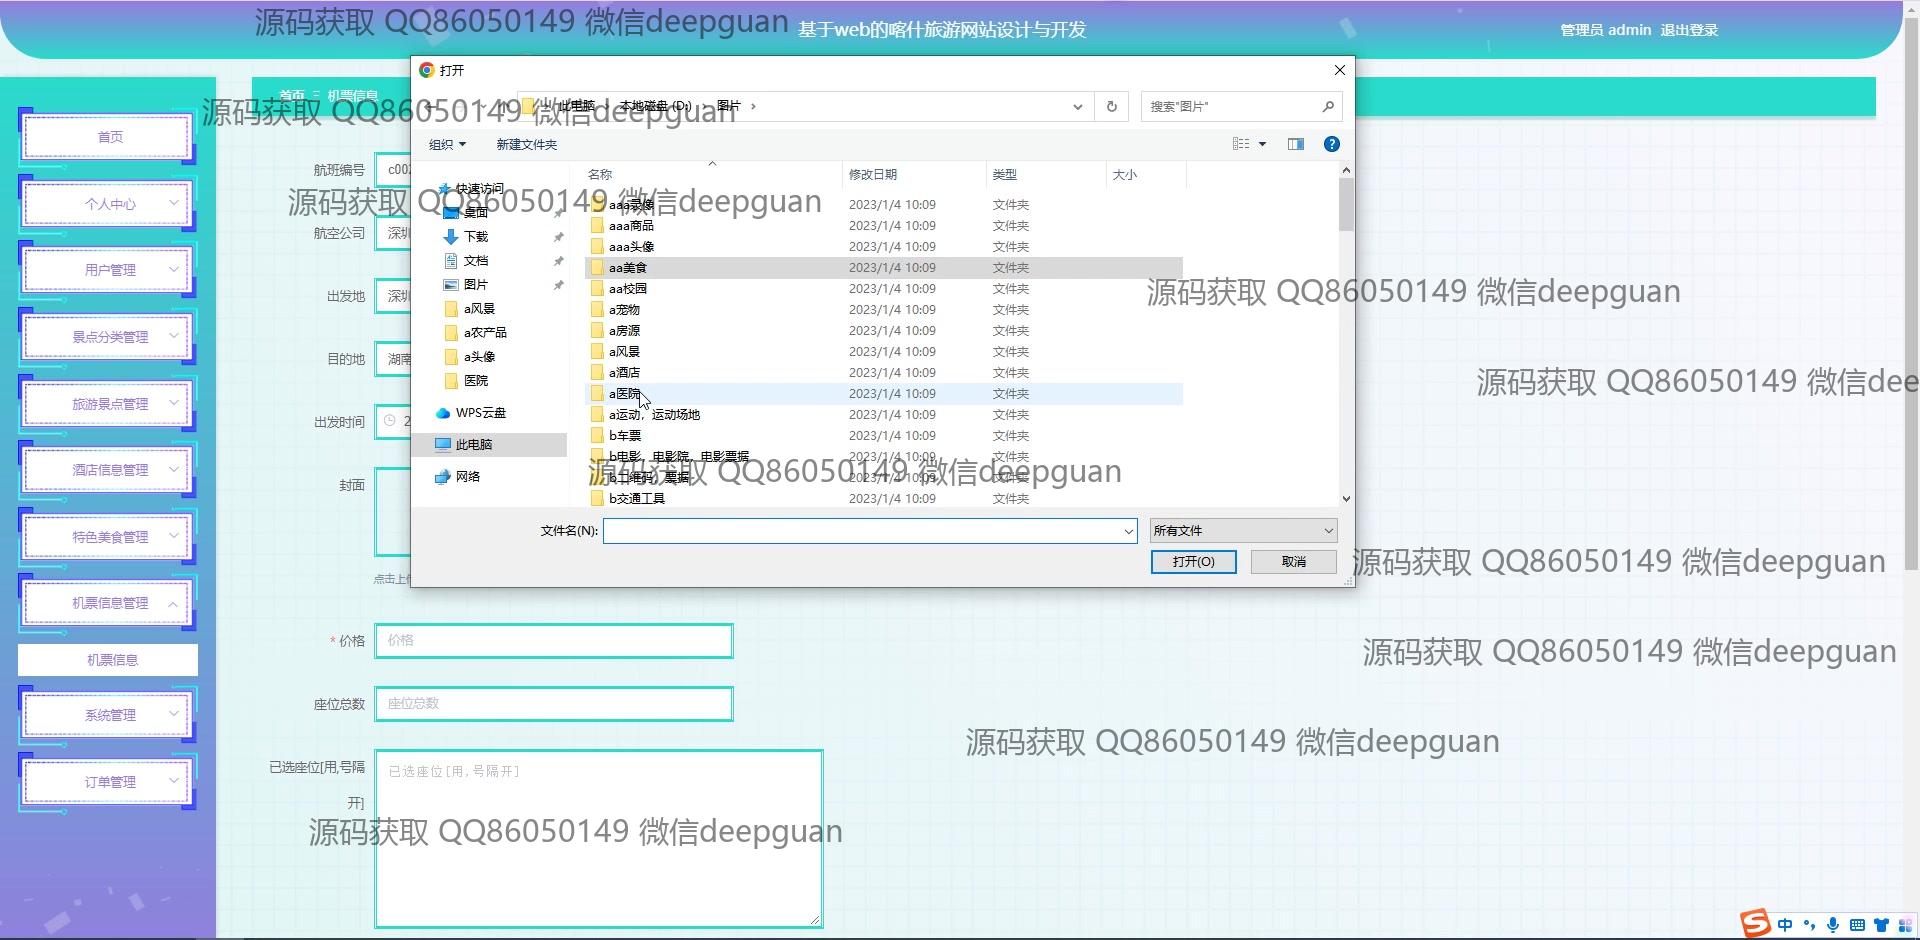 源码获取 QQ86050149 微信deepguan
基于web的喀什旅游网站设计与开发
管理员 admin 退出登录
打开
首页
机票信息
源码获取 QQ86050149 微信deepguan
此电脑 › 本地磁盘 (D:) › 图片 ›
搜索"图片"
组织
新建文件夹
首页
个人中心
用户管理
景点分类管理
旅游景点管理
酒店信息管理
特色美食管理
机票信息管理
机票信息
系统管理
订单管理
航班编号
航空公司
深圳
出发地
深圳
目的地
湖南
出发时间
2
封面
* 价格
价格
座位总数
座位总数
已选座位[用,号隔开]
已选座位[用,号隔开]
快速访问
源码获取 QQ86050149 微信deepguan
桌面
下载
文档
图片
a风景
a农产品
a头像
医院
WPS云盘
此电脑
网络
名称 修改日期 类型 大小
aaa录像 2023/1/4 10:09 文件夹
aaa商品 2023/1/4 10:09 文件夹
aaa头像 2023/1/4 10:09 文件夹
aa美食 2023/1/4 10:09 文件夹
aa校园 2023/1/4 10:09 文件夹
a宠物 2023/1/4 10:09 文件夹
a房源 2023/1/4 10:09 文件夹
a风景 2023/1/4 10:09 文件夹
a酒店 2023/1/4 10:09 文件夹
a医院 2023/1/4 10:09 文件夹
a运动，运动场地 2023/1/4 10:09 文件夹
b车票 2023/1/4 10:09 文件夹
b电影，电影院，电影票据 2023/1/4 10:09 文件夹
b二维码，票据 2023/1/4 10:09 文件夹
b交通工具 2023/1/4 10:09 文件夹
源码获取 QQ86050149 微信deepguan
文件名(N):
所有文件
打开(O)
取消
源码获取 QQ86050149 微信deepguan
源码获取 QQ86050149 微信dee
源码获取 QQ86050149 微信deepguan
源码获取 QQ86050149 微信deepguan
源码获取 QQ86050149 微信deepguan
源码获取 QQ86050149 微信deepguan
中